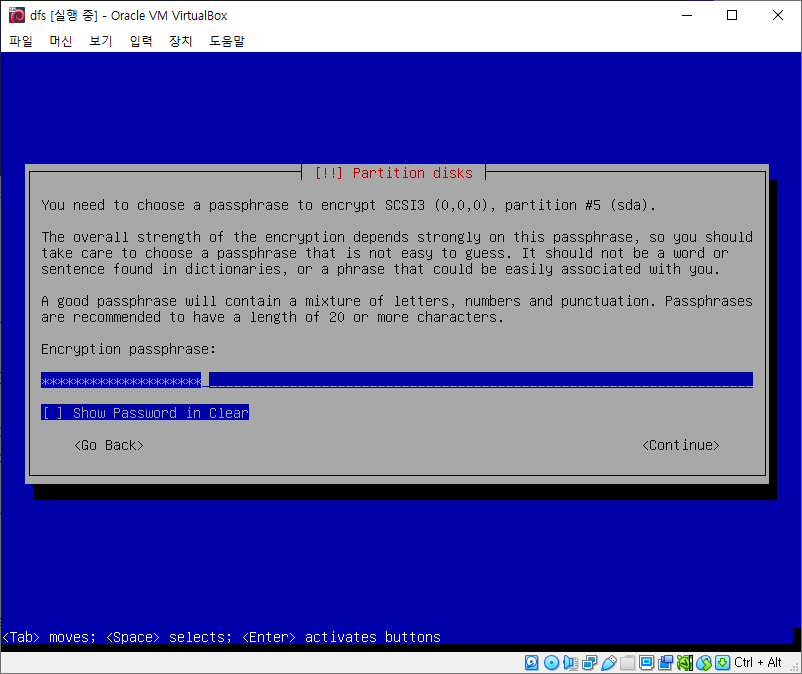 dfs [실행 중] - Oracle VM VirtualBox
파일 머신 보기 입력 장치 도움말
[!!] Partition disks
You need to choose a passphrase to encrypt SCSI3 (0,0,0), partition #5 (sda).
The overall strength of the encryption depends strongly on this passphrase, so you should
take care to choose a passphrase that is not easy to guess. It should not be a word or
sentence found in dictionaries, or a phrase that could be easily associated with you.
A good passphrase will contain a mixture of letters, numbers and punctuation. Passphrases
are recommended to have a length of 20 or more characters.
Encryption passphrase:
********************
[ ] Show Password in Clear
<Go Back> <Continue>
<Tab> moves; <Space> selects; <Enter> activates buttons
Ctrl + Alt